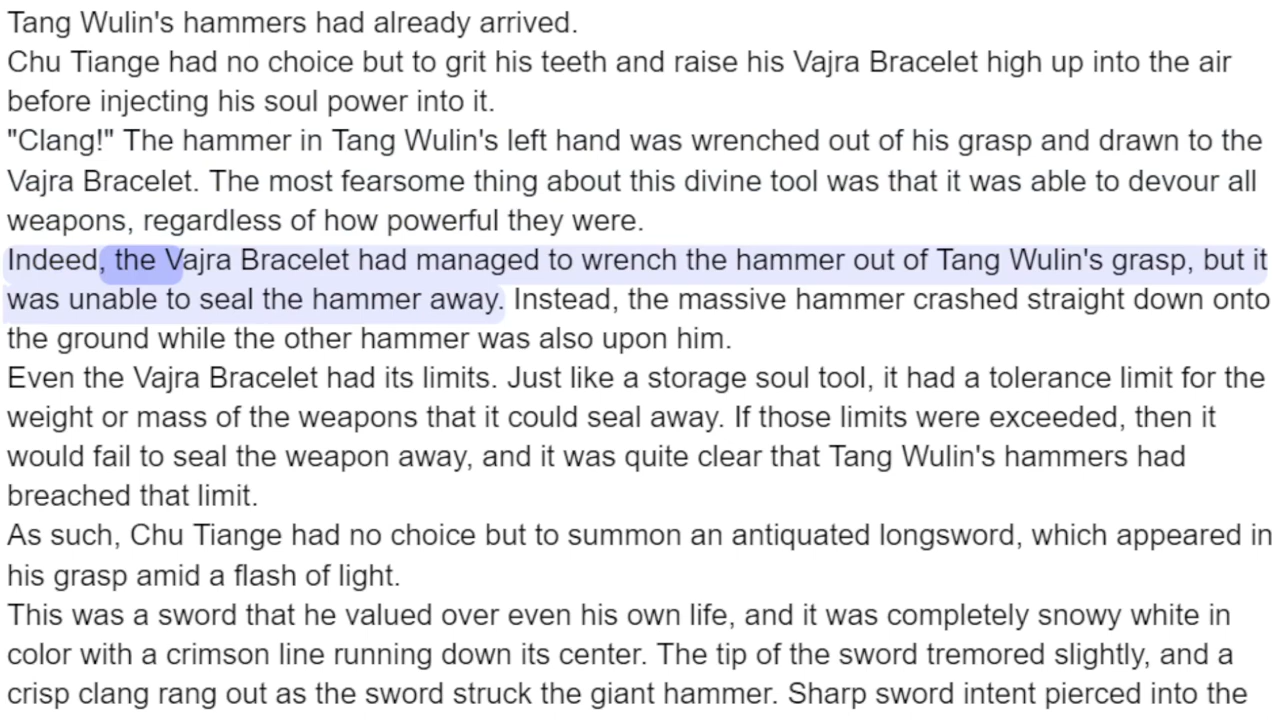 Tang Wulin's hammers had already arrived.
Chu Tiange had no choice but to grit his teeth and raise his Vajra Bracelet high up into the air
before injecting his soul power into it.
"Clang!" The hammer in Tang Wulin's left hand was wrenched out of his grasp and drawn to the
Vajra Bracelet. The most fearsome thing about this divine tool was that it was able to devour all
weapons, regardless of how powerful they were.
Indeed, the Vajra Bracelet had managed to wrench the hammer out of Tang Wulin's grasp, but it
was unable to seal the hammer away. Instead, the massive hammer crashed straight down onto
the ground while the other hammer was also upon him.
Even the Vajra Bracelet had its limits. Just like a storage soul tool, it had a tolerance limit for the
weight or mass of the weapons that it could seal away. If those limits were exceeded, then it
would fail to seal the weapon away, and it was quite clear that Tang Wulin's hammers had
breached that limit.
As such, Chu Tiange had no choice but to summon an antiquated longsword, which appeared in
his grasp amid a flash of light.
This was a sword that he valued over even his own life, and it was completely snowy white in
color with a crimson line running down its center. The tip of the sword tremored slightly, and a
crisp clang rang out as the sword struck the giant hammer. Sharp sword intent pierced into the